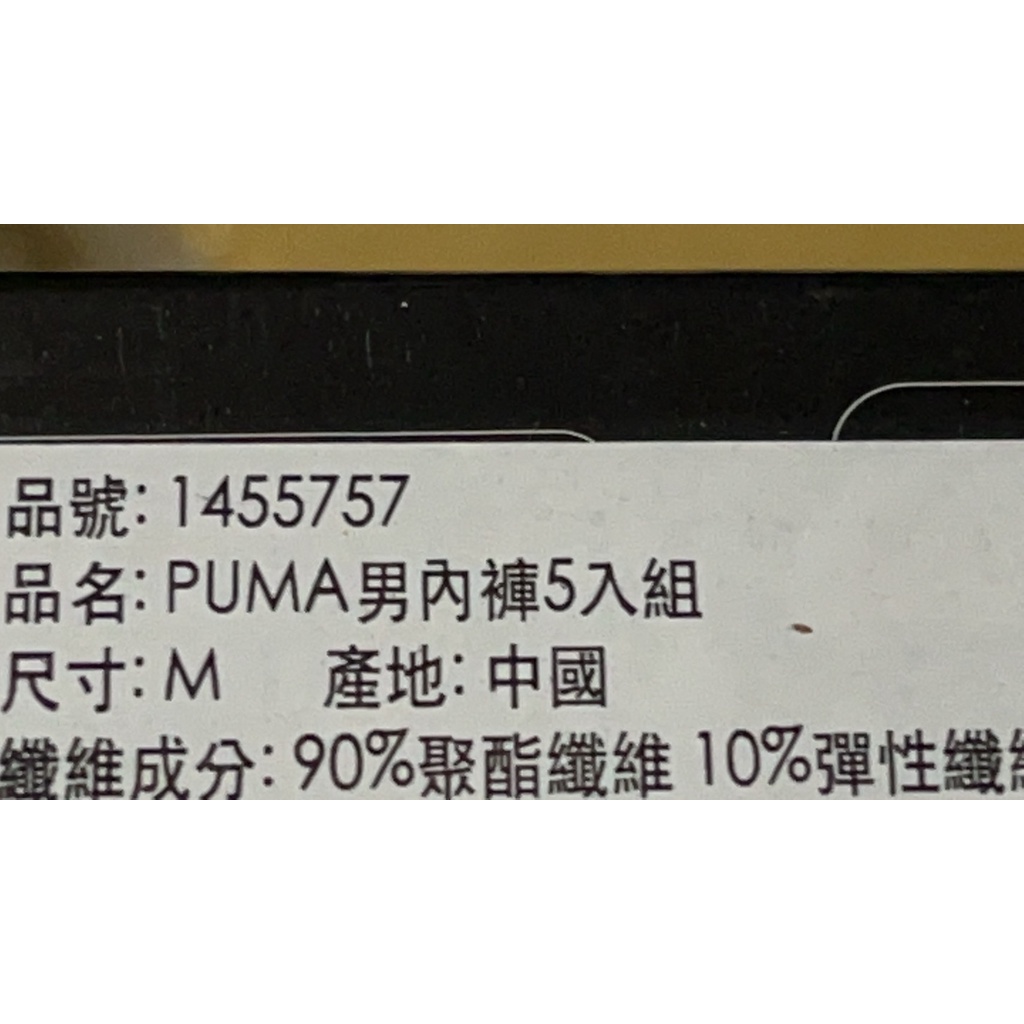 品號: 1455757
品名: PUMA男內褲5入組
尺寸: M 產地: 中國
纖維成分: 90%聚酯纖維 10%彈性纖